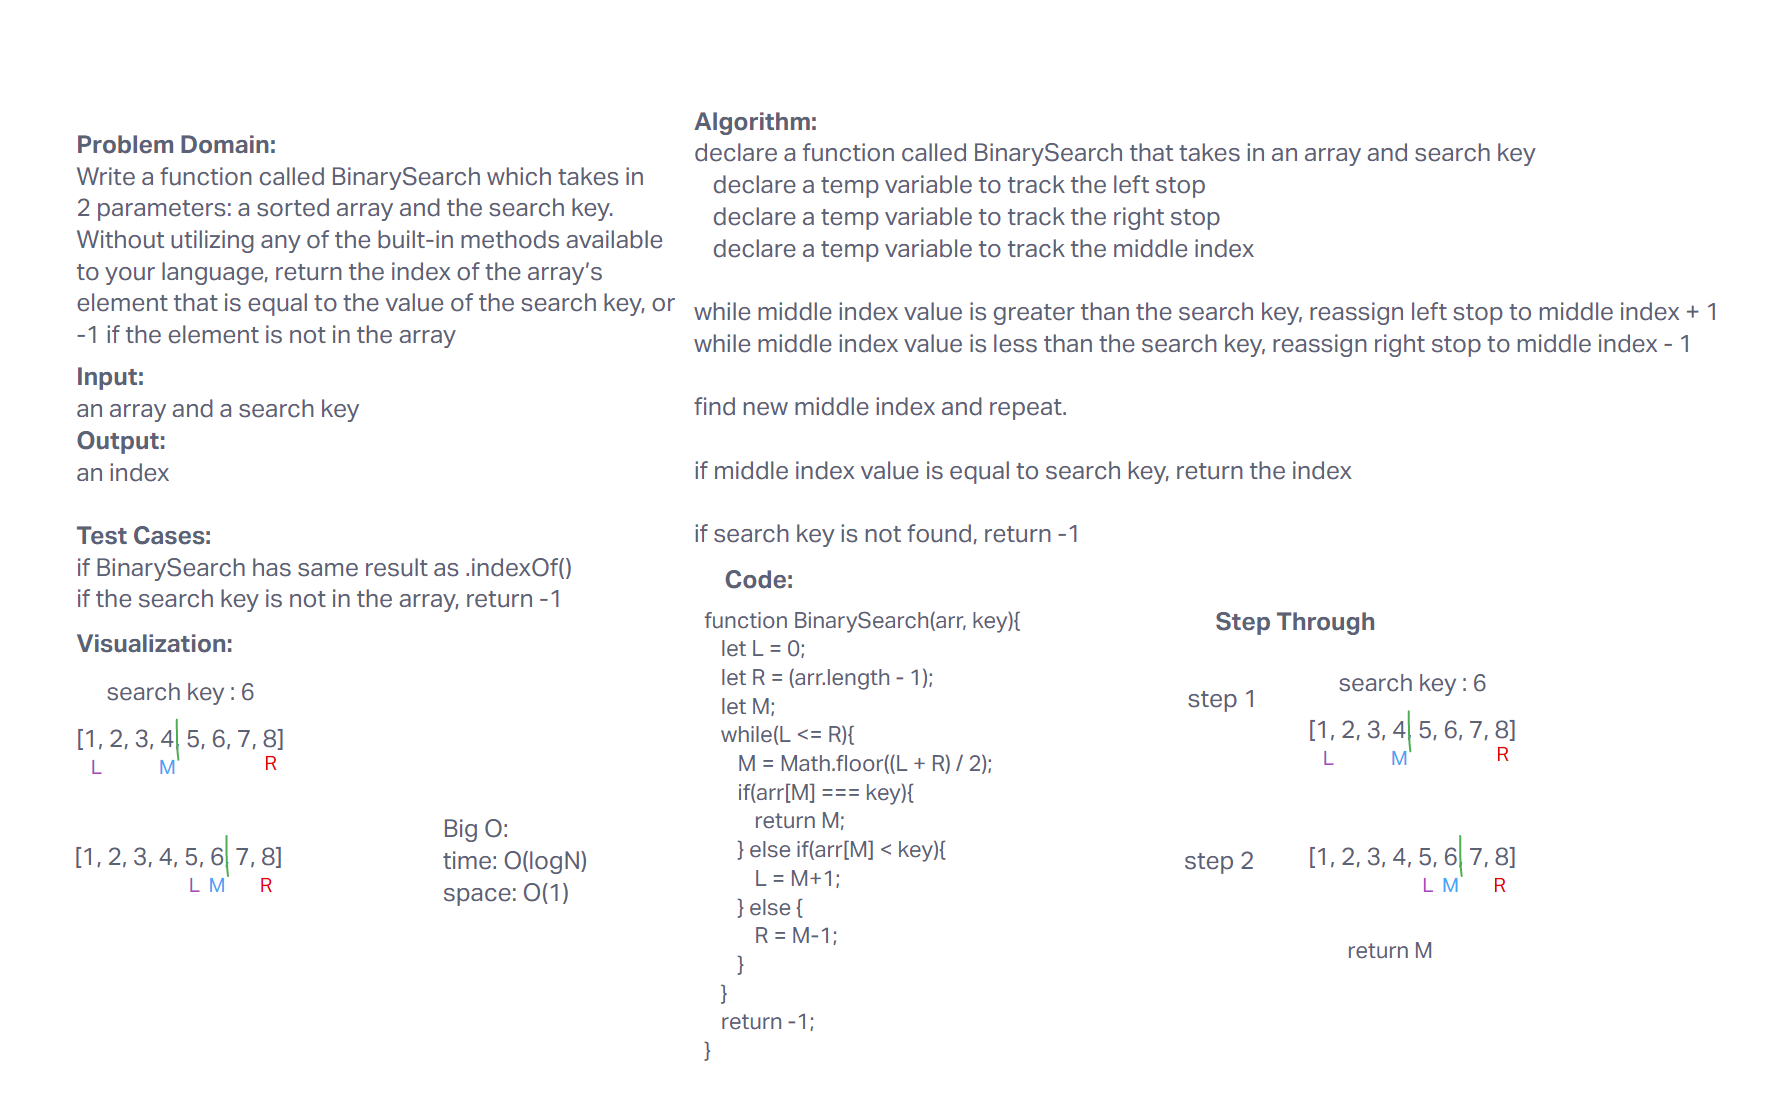 Problem Domain:
Write a function called BinarySearch which takes in
2 parameters: a sorted array and the search key.
Without utilizing any of the built-in methods available
to your language, return the index of the array's
element that is equal to the value of the search key, or
-1 if the element is not in the array
Input:
an array and a search key
Output:
an index
Test Cases:
if BinarySearch has same result as .indexOf()
if the search key is not in the array, return -1
Visualization:
search key : 6
[1, 2, 3, 4, 5, 6, 7, 8]
L M R
[1, 2, 3, 4, 5, 6, 7, 8]
L M R
Big O:
time: O(logN)
space: O(1)
Algorithm:
declare a function called BinarySearch that takes in an array and search key
declare a temp variable to track the left stop
declare a temp variable to track the right stop
declare a temp variable to track the middle index
while middle index value is greater than the search key, reassign left stop to middle index + 1
while middle index value is less than the search key, reassign right stop to middle index - 1
find new middle index and repeat.
if middle index value is equal to search key, return the index
if search key is not found, return -1
Code:
function BinarySearch(arr, key){
let L = 0;
let R = (arr.length - 1);
let M;
while(L <= R){
M = Math.floor((L + R) / 2);
if(arr[M] === key){
return M;
} else if(arr[M] < key){
L = M+1;
} else {
R = M-1;
}
}
return -1;
}
Step Through
step 1
search key : 6
[1, 2, 3, 4, 5, 6, 7, 8]
L M R
step 2
[1, 2, 3, 4, 5, 6, 7, 8]
L M R
return M